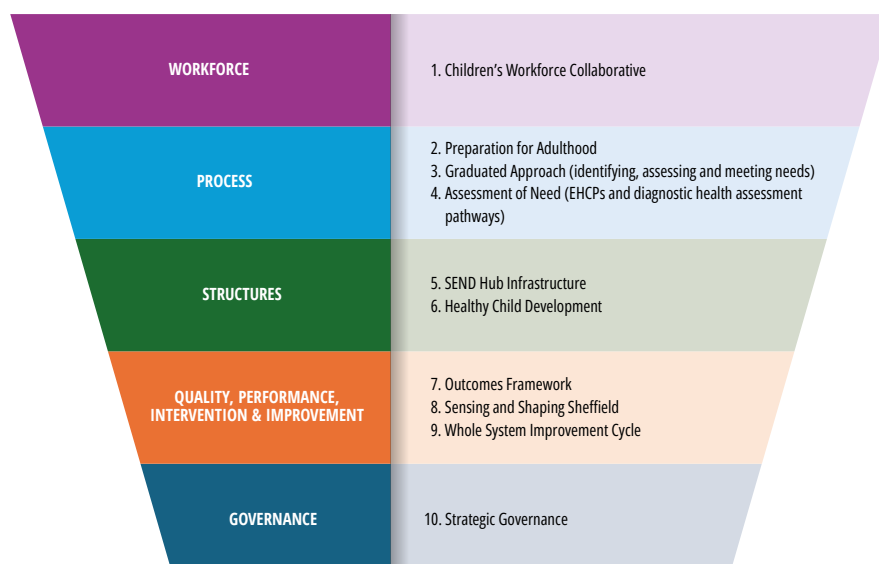 WORKFORCE
1. Children’s Workforce Collaborative
PROCESS
2. Preparation for Adulthood
3. Graduated Approach (identifying, assessing and meeting needs)
4. Assessment of Need (EHCPs and diagnostic health assessment
pathways)
STRUCTURES
5. SEND Hub Infrastructure
6. Healthy Child Development
QUALITY, PERFORMANCE,
INTERVENTION & IMPROVEMENT
7. Outcomes Framework
8. Sensing and Shaping Sheffield
9. Whole System Improvement Cycle
GOVERNANCE
10. Strategic Governance